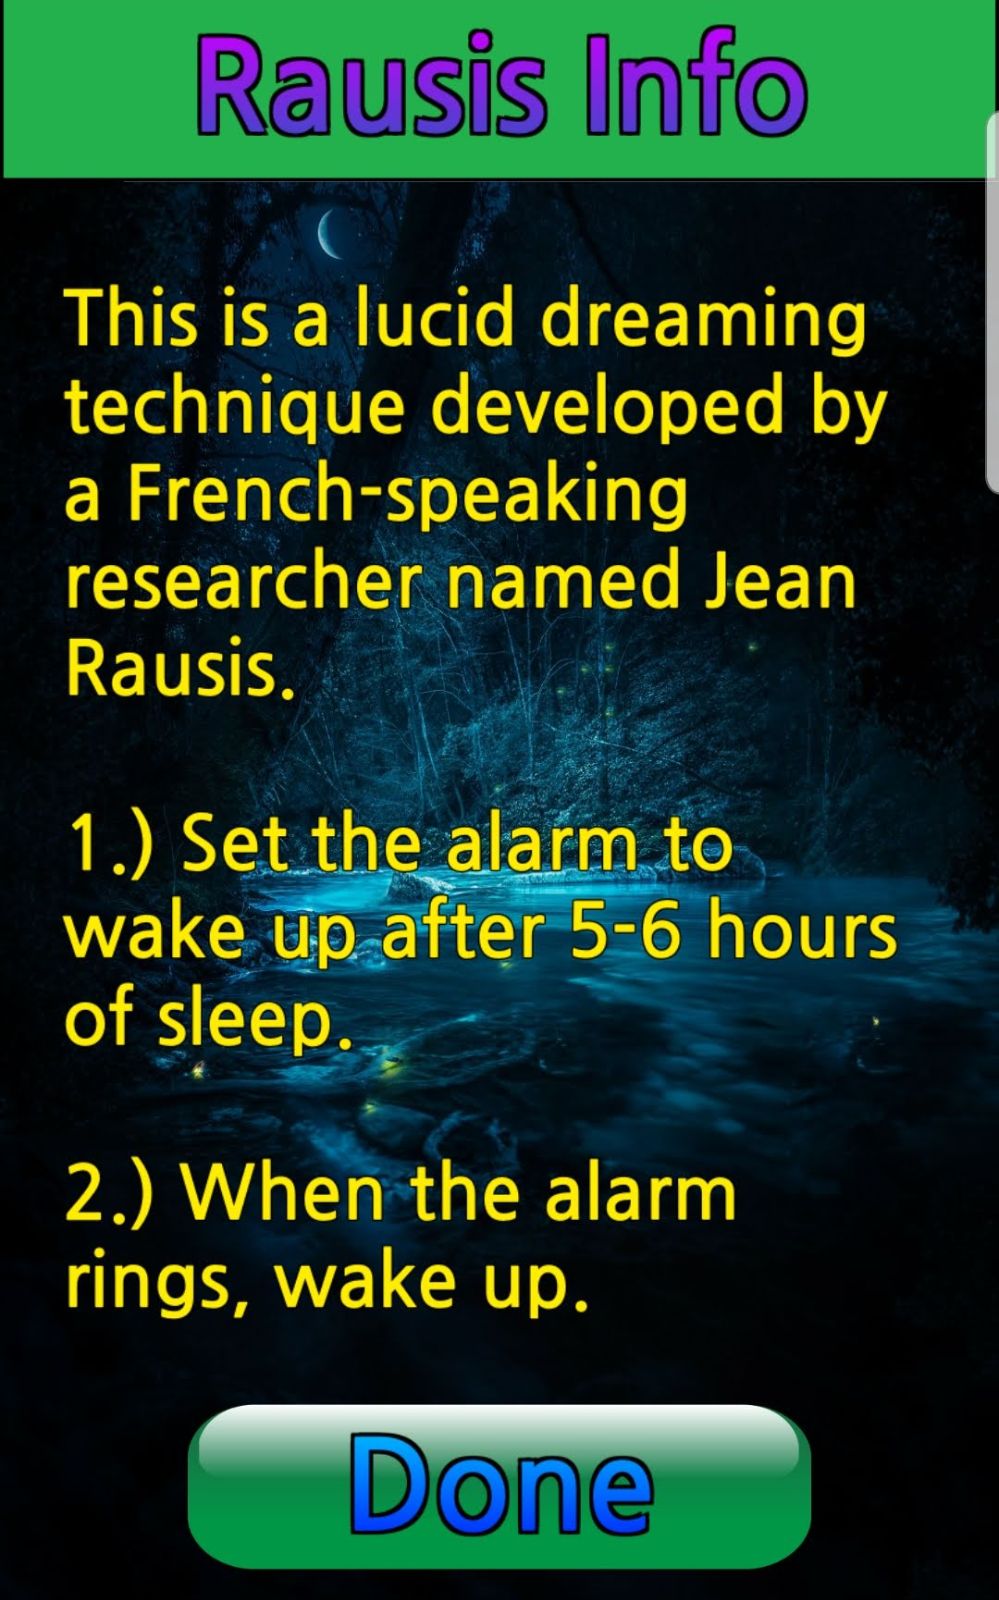 Rausis Info
This is a lucid dreaming
technique developed by
a French-speaking
researcher named Jean
Rausis.
1.) Set the alarm to
wake up after 5-6 hours
of sleep.
2.) When the alarm
rings, wake up.
Done